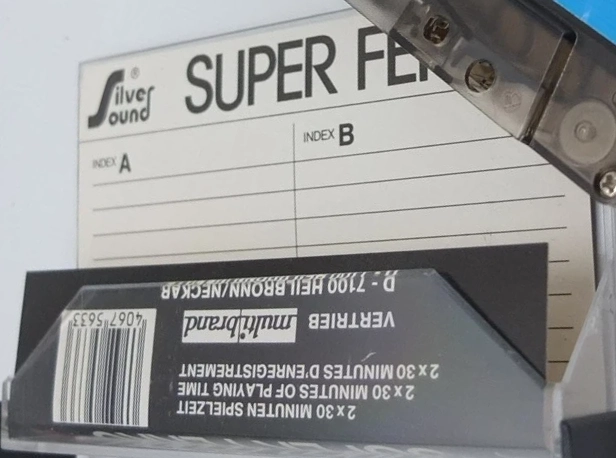 Silver
Sound ®
SUPER
INDEX A
INDEX B
2 x 30 MINUTEN SPIELZEIT
2 x 30 MINUTES OF PLAYING TIME
2 x 30 MINUTES D'ENREGISTREMENT
VERTRIEB multibrand
D - 7100 HEILBRONN/NECKAR
4067 5633